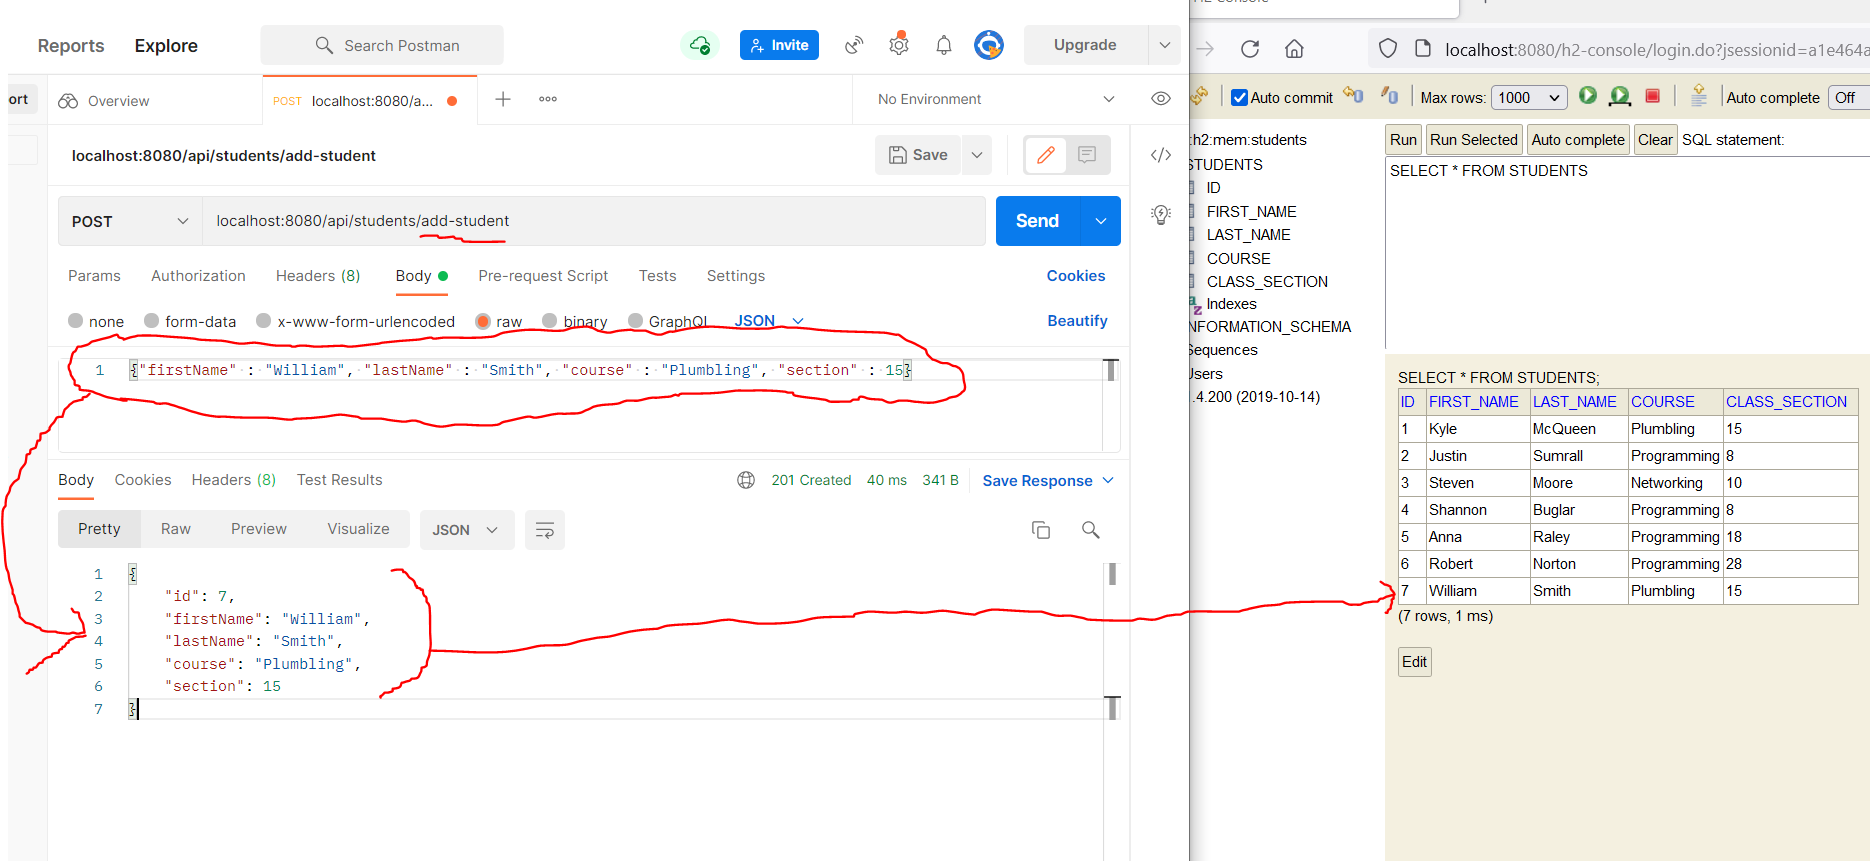 Reports Explore Search Postman Invite Upgrade
ort Overview POST localhost:8080/a... No Environment
localhost:8080/api/students/add-student Save
POST localhost:8080/api/students/add-student Send
Params Authorization Headers (8) Body Pre-request Script Tests Settings Cookies
none form-data x-www-form-urlencoded raw binary GraphQL JSON Beautify
1 {"firstName" : "William", "lastName" : "Smith", "course" : "Plumbling", "section" : 15}
Body Cookies Headers (8) Test Results 201 Created 40 ms 341 B Save Response
Pretty Raw Preview Visualize JSON
1 {
2 "id": 7,
3 "firstName": "William",
4 "lastName": "Smith",
5 "course": "Plumbling",
6 "section": 15
7 }
localhost:8080/h2-console/login.do?jsessionid=a1e464a
Auto commit Max rows: 1000 Auto complete Off
:h2:mem:students
STUDENTS
ID
FIRST_NAME
LAST_NAME
COURSE
CLASS_SECTION
Indexes
NFORMATION_SCHEMA
Sequences
Users
.4.200 (2019-10-14)
Run Run Selected Auto complete Clear SQL statement:
SELECT * FROM STUDENTS
SELECT * FROM STUDENTS;
ID FIRST_NAME LAST_NAME COURSE CLASS_SECTION
1 Kyle McQueen Plumbling 15
2 Justin Sumrall Programming 8
3 Steven Moore Networking 10
4 Shannon Buglar Programming 8
5 Anna Raley Programming 18
6 Robert Norton Programming 28
7 William Smith Plumbling 15
(7 rows, 1 ms)
Edit